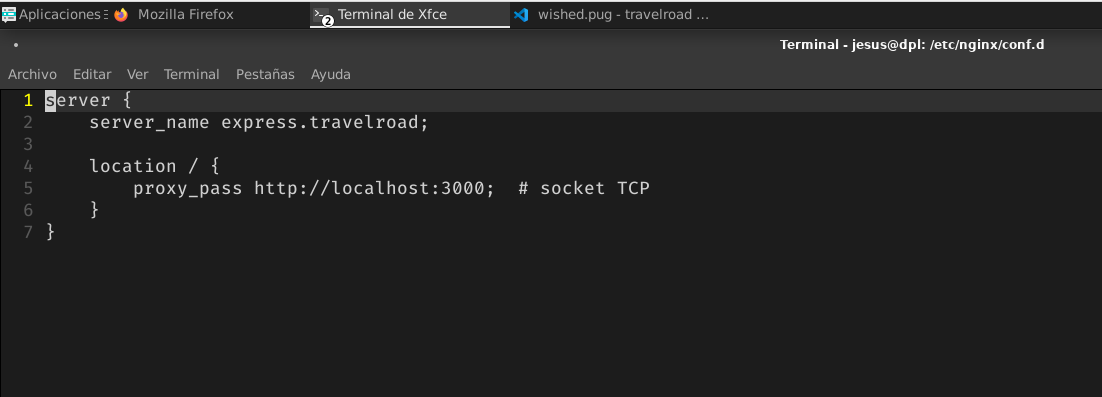 Aplicaciones Mozilla Firefox Terminal de Xfce 2 wished.pug - travelroad ...
Terminal - jesus@dpl: /etc/nginx/conf.d
Archivo Editar Ver Terminal Pestañas Ayuda
1 server {
2     server_name express.travelroad;
3
4     location / {
5         proxy_pass http://localhost:3000;  # socket TCP
6     }
7 }